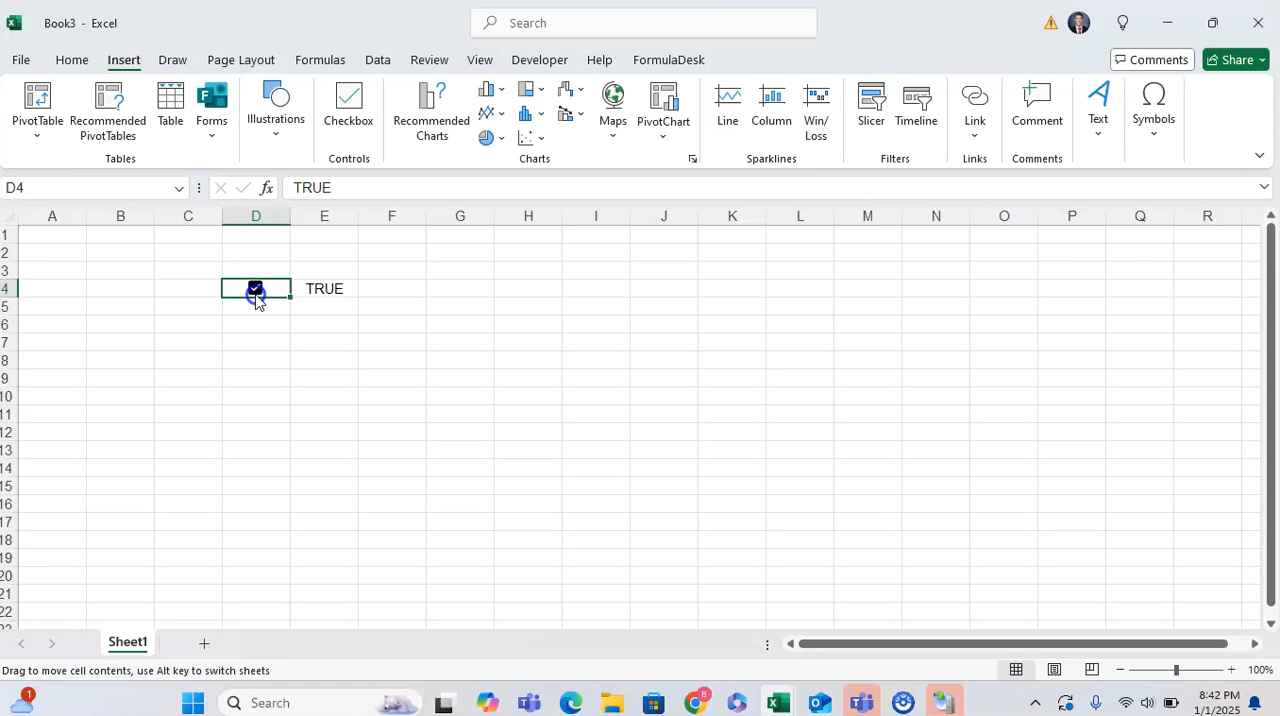 Book3 - Excel
Search
File Home Insert Draw Page Layout Formulas Data Review View Developer Help FormulaDesk Comments Share
PivotTable Recommended PivotTables Table Forms Illustrations Checkbox Recommended Charts Maps PivotChart Line Column Win/Loss Slicer Timeline Link Comment Text Symbols
Tables Controls Charts Sparklines Filters Links Comments
D4 fx TRUE
A B C D E F G H I J K L M N O P Q R
1
2
3
4 TRUE
5
6
7
8
9
10
11
12
13
14
15
16
17
18
19
20
21
22
Sheet1
Drag to move cell contents, use Alt key to switch sheets 100%
1 Search 8 8:42 PM
1/1/2025